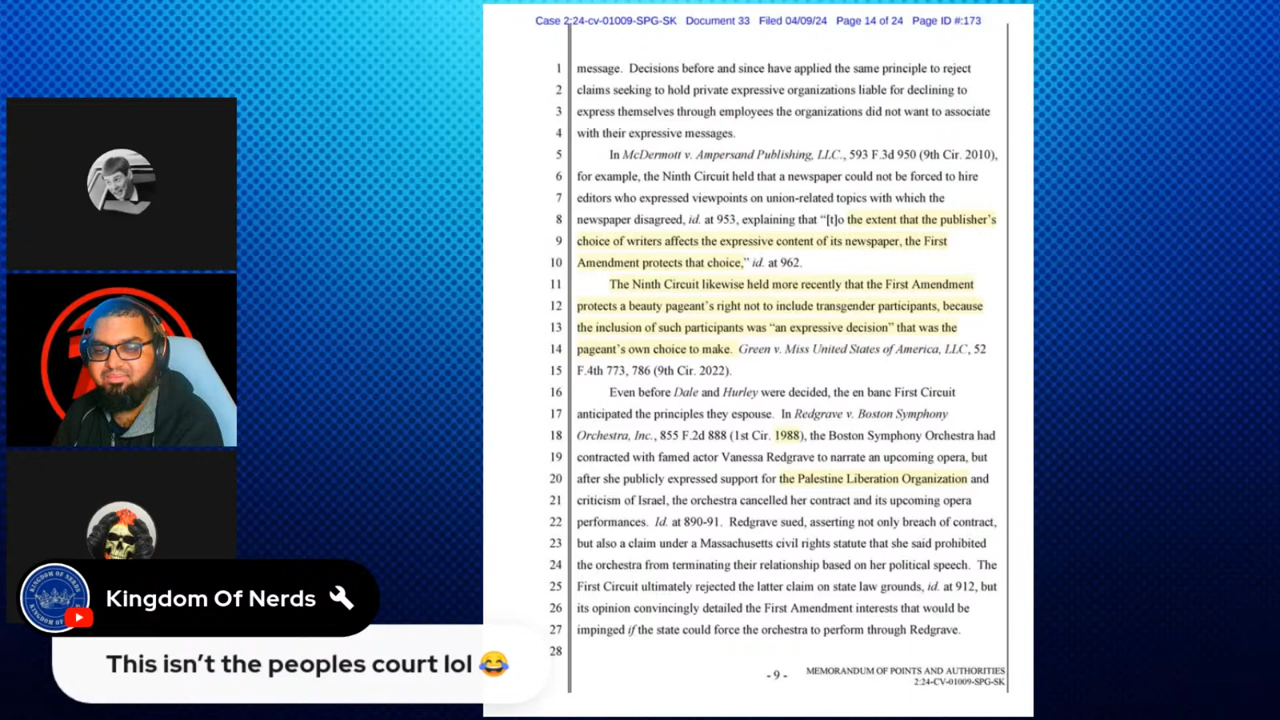 Case 2:24-cv-01009-SPG-SK Document 33 Filed 04/09/24 Page 14 of 24 Page ID #:173
1 message. Decisions before and since have applied the same principle to reject
2 claims seeking to hold private expressive organizations liable for declining to
3 express themselves through employees the organizations did not want to associate
4 with their expressive messages.
5 In McDermott v. Ampersand Publishing, LLC., 593 F.3d 950 (9th Cir. 2010),
6 for example, the Ninth Circuit held that a newspaper could not be forced to hire
7 editors who expressed viewpoints on union-related topics with which the
8 newspaper disagreed, id. at 953, explaining that “[t]o the extent that the publisher’s
9 choice of writers affects the expressive content of its newspaper, the First
10 Amendment protects that choice,” id. at 962.
11 The Ninth Circuit likewise held more recently that the First Amendment
12 protects a beauty pageant’s right not to include transgender participants, because
13 the inclusion of such participants was “an expressive decision” that was the
14 pageant’s own choice to make. Green v. Miss United States of America, LLC, 52
15 F.4th 773, 786 (9th Cir. 2022).
16 Even before Dale and Hurley were decided, the en banc First Circuit
17 anticipated the principles they espouse. In Redgrave v. Boston Symphony
18 Orchestra, Inc., 855 F.2d 888 (1st Cir. 1988), the Boston Symphony Orchestra had
19 contracted with famed actor Vanessa Redgrave to narrate an upcoming opera, but
20 after she publicly expressed support for the Palestine Liberation Organization and
21 criticism of Israel, the orchestra cancelled her contract and its upcoming opera
22 performances. Id. at 890-91. Redgrave sued, asserting not only breach of contract,
23 but also a claim under a Massachusetts civil rights statute that she said prohibited
24 the orchestra from terminating their relationship based on her political speech. The
25 First Circuit ultimately rejected the latter claim on state law grounds, id. at 912, but
26 its opinion convincingly detailed the First Amendment interests that would be
27 impinged if the state could force the orchestra to perform through Redgrave.
28
- 9 - MEMORANDUM OF POINTS AND AUTHORITIES
2:24-CV-01009-SPG-SK
KINGDOM OF NERDS
Kingdom Of Nerds
This isn’t the peoples court lol 😂